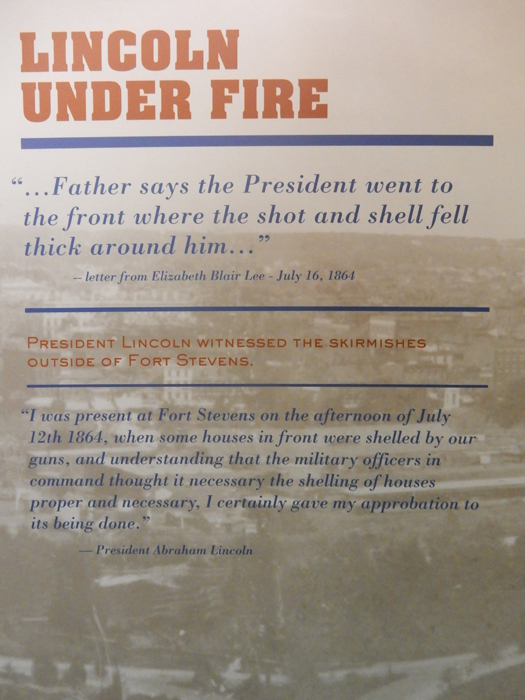 LINCOLN
UNDER FIRE
“...Father says the President went to
the front where the shot and shell fell
thick around him...”
-- letter from Elizabeth Blair Lee - July 16, 1864
PRESIDENT LINCOLN WITNESSED THE SKIRMISHES
OUTSIDE OF FORT STEVENS.
“I was present at Fort Stevens on the afternoon of July
12th 1864, when some houses in front were shelled by our
guns, and understanding that the military officers in
command thought it necessary the shelling of houses
proper and necessary, I certainly gave my approbation to
its being done.”
— President Abraham Lincoln